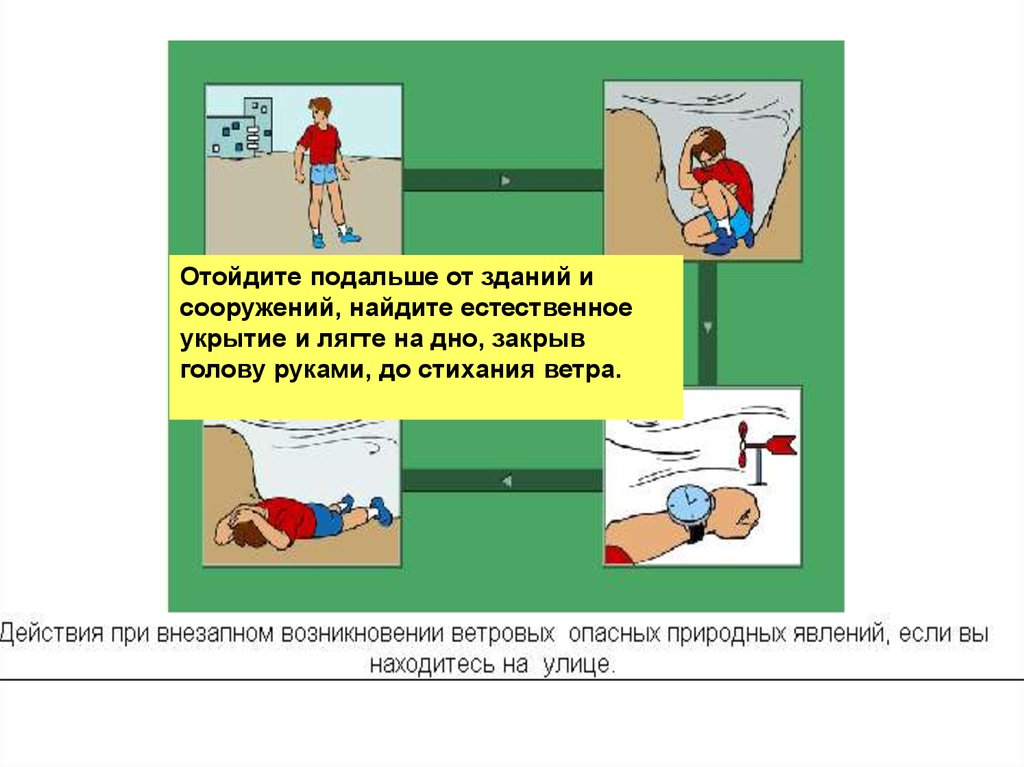 Отойдите подальше от зданий и
сооружений, найдите естественное
укрытие и лягте на дно, закрыв
голову руками, до стихания ветра.
Действия при внезапном возникновении ветровых опасных природных явлений, если вы
находитесь на улице.